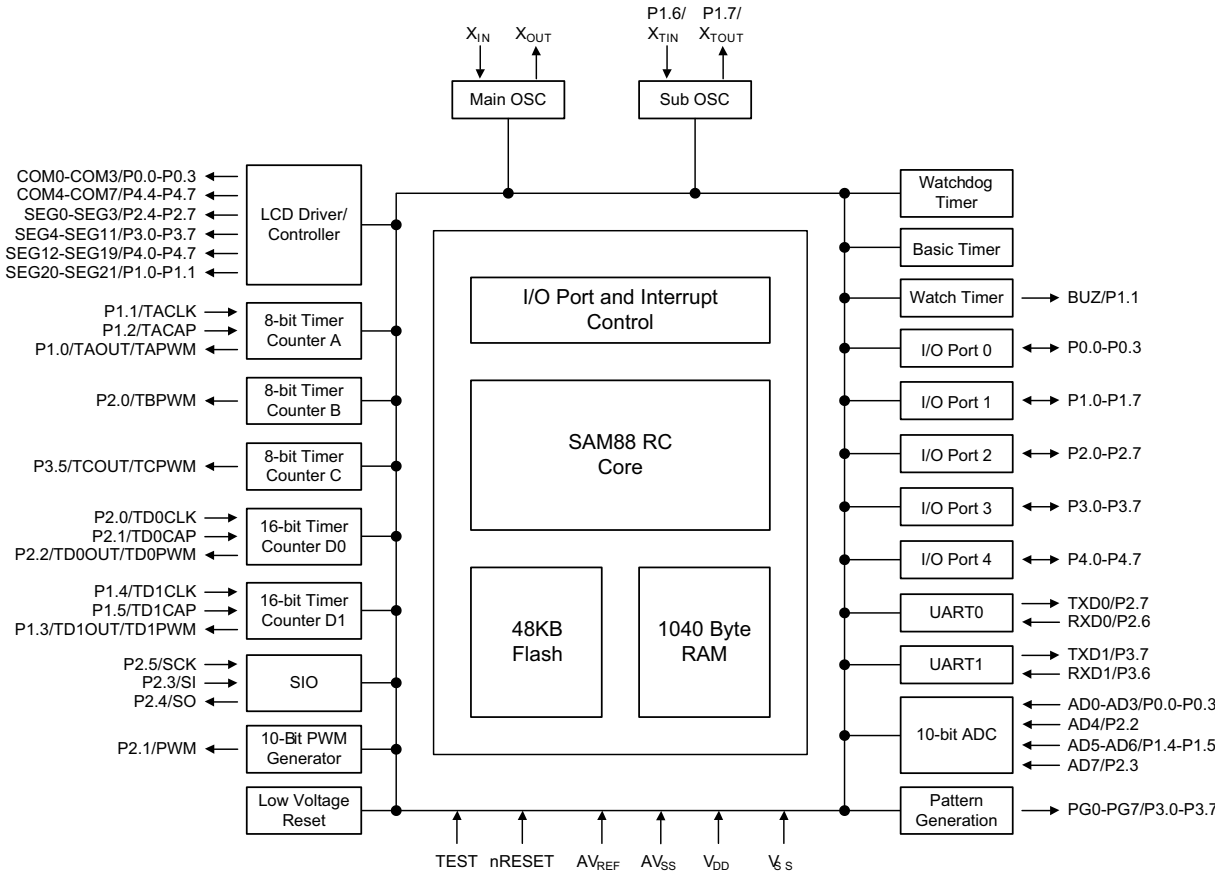 P1.6/ P1.7/
XIN XOUT XTIN XTOUT
Main OSC
Sub OSC
COM0-COM3/P0.0-P0.3
COM4-COM7/P4.4-P4.7
SEG0-SEG3/P2.4-P2.7
SEG4-SEG11/P3.0-P3.7
SEG12-SEG19/P4.0-P4.7
SEG20-SEG21/P1.0-P1.1
LCD Driver/
Controller
P1.1/TACLK
P1.2/TACAP
P1.0/TAOUT/TAPWM
8-bit Timer
Counter A
P2.0/TBPWM
8-bit Timer
Counter B
P3.5/TCOUT/TCPWM
8-bit Timer
Counter C
P2.0/TD0CLK
P2.1/TD0CAP
P2.2/TD0OUT/TD0PWM
16-bit Timer
Counter D0
P1.4/TD1CLK
P1.5/TD1CAP
P1.3/TD1OUT/TD1PWM
16-bit Timer
Counter D1
P2.5/SCK
P2.3/SI
P2.4/SO
SIO
P2.1/PWM
10-Bit PWM
Generator
Low Voltage
Reset
I/O Port and Interrupt
Control
SAM88 RC
Core
48KB
Flash
1040 Byte
RAM
Watchdog
Timer
Basic Timer
Watch Timer
BUZ/P1.1
I/O Port 0
P0.0-P0.3
I/O Port 1
P1.0-P1.7
I/O Port 2
P2.0-P2.7
I/O Port 3
P3.0-P3.7
I/O Port 4
P4.0-P4.7
UART0
TXD0/P2.7
RXD0/P2.6
UART1
TXD1/P3.7
RXD1/P3.6
10-bit ADC
AD0-AD3/P0.0-P0.3
AD4/P2.2
AD5-AD6/P1.4-P1.5
AD7/P2.3
Pattern
Generation
PG0-PG7/P3.0-P3.7
TEST nRESET AVREF AVSS VDD VS S